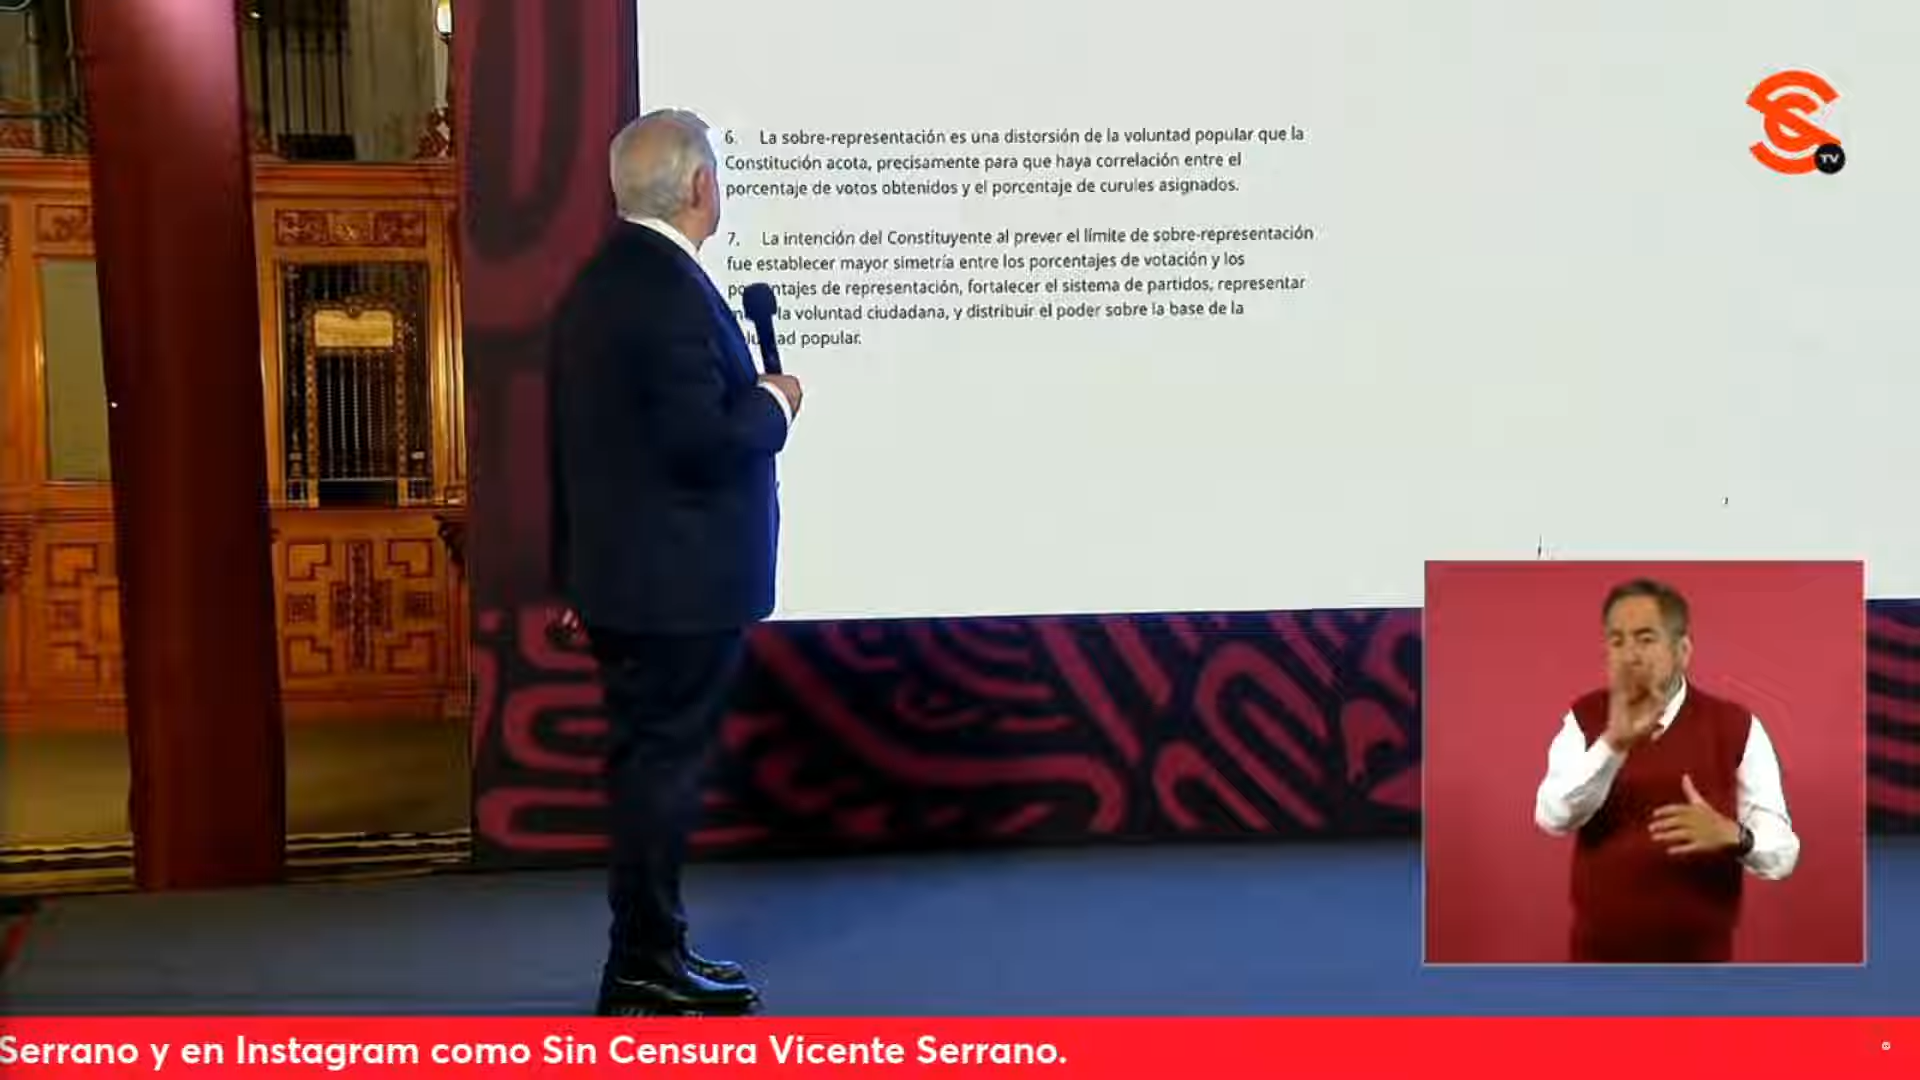 6. La sobre-representación es una distorsión de la voluntad popular que la
Constitución acota, precisamente para que haya correlación entre el
porcentaje de votos obtenidos y el porcentaje de curules asignados.
7. La intención del Constituyente al prever el límite de sobre-representación
fue establecer mayor simetría entre los porcentajes de votación y los
de representación, fortalecer el sistema de partidos, representar
la voluntad ciudadana, y distribuir el poder sobre la base de la
popular.
TV
Serrano y en Instagram como Sin Censura Vicente Serrano.